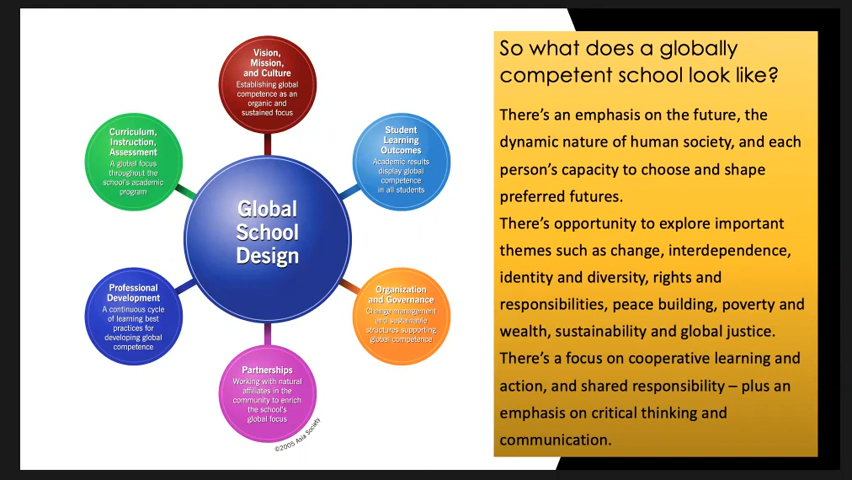 Vision,
Mission,
and Culture
Establishing global
competence as an
organic and
sustained focus
Student
Learning
Outcomes
Academic results
display global
competence
in all students
Organization
and Governance
Change management
and sustainable
structures supporting
global competence
Partnerships
Working with natural
affiliates in the
community to enrich
the school's
global focus
Professional
Development
A continuous cycle
of learning best
practices for
developing global
competence
Curriculum,
Instruction,
Assessment
A global focus
throughout the
school's academic
program
Global
School
Design
©2005 Asia Society
So what does a globally
competent school look like?
There's an emphasis on the future, the
dynamic nature of human society, and each
person's capacity to choose and shape
preferred futures.
There's opportunity to explore important
themes such as change, interdependence,
identity and diversity, rights and
responsibilities, peace building, poverty and
wealth, sustainability and global justice.
There's a focus on cooperative learning and
action, and shared responsibility – plus an
emphasis on critical thinking and
communication.